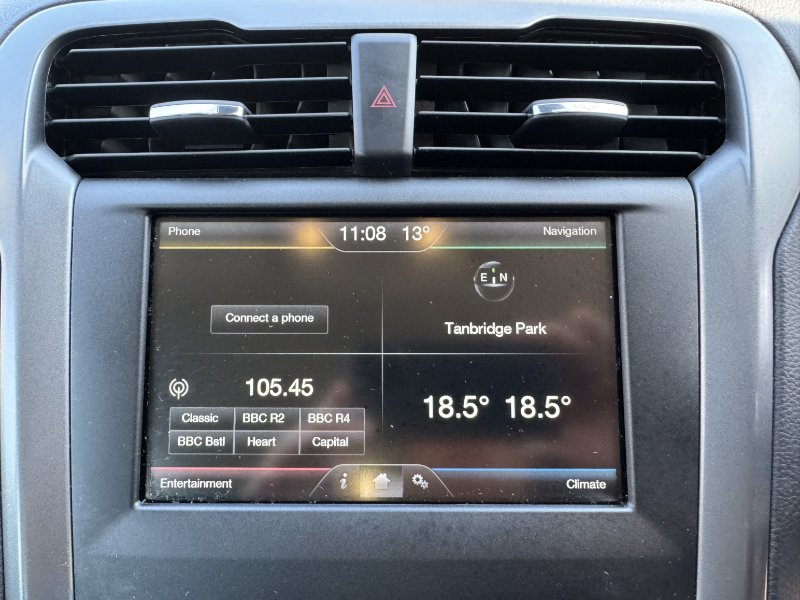 Phone
11:08 13°
Navigation
E N
Connect a phone
Tanbridge Park
105.45
Classic BBC R2 BBC R4
BBC Bstl Heart Capital
18.5° 18.5°
Entertainment
i
Climate